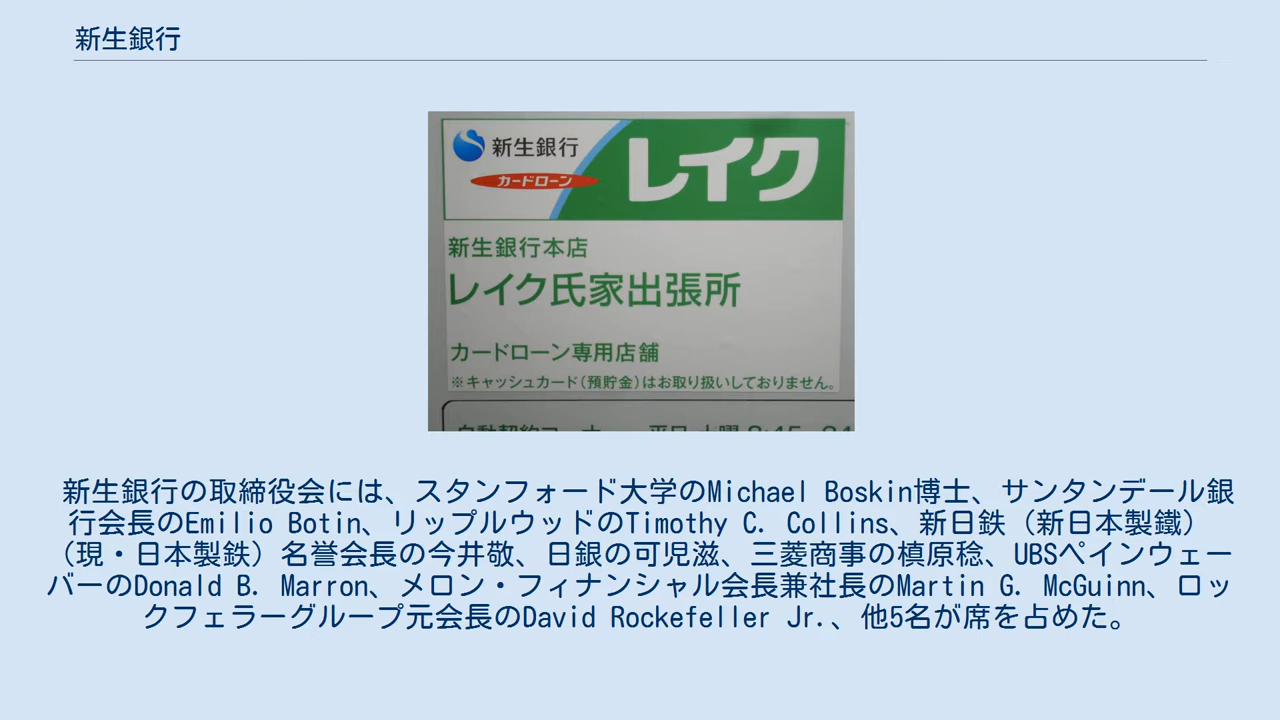 新生銀行
新生銀行
カードローン
レイク
新生銀行本店
レイク氏家出張所
カードローン専用店舗
※キャッシュカード(預貯金)はお取り扱いしておりません。
新生銀行の取締役会には、スタンフォード大学のMichael Boskin博士、サンタンデール銀
行会長のEmilio Botin、リップルウッドのTimothy C. Collins、新日鉄（新日本製鐵）
（現・日本製鉄）名誉会長の今井敬、日銀の可児滋、三菱商事の槙原稔、UBSペインウェー
バーのDonald B. Marron、メロン・フィナンシャル会長兼社長のMartin G. McGuinn、ロッ
クフェラーグループ元会長のDavid Rockefeller Jr.、他5名が席を占めた。